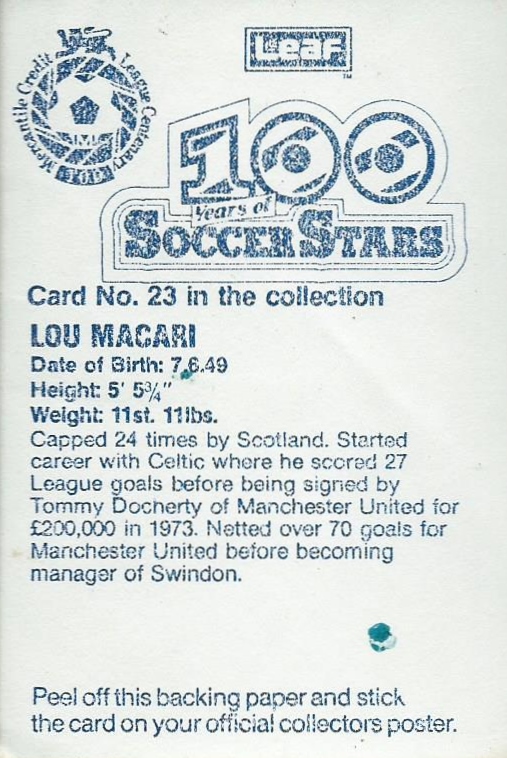 Leaf
TM
Mercantile Credit League Centenary
100
Years of
SOCCER STARS
Card No. 23 in the collection
LOU MACARI
Date of Birth: 7.6.49
Height: 5' 5¾"
Weight: 11st. 11lbs.
Capped 24 times by Scotland. Started
career with Celtic where he scored 27
League goals before being signed by
Tommy Docherty of Manchester United for
£200,000 in 1973. Netted over 70 goals for
Manchester United before becoming
manager of Swindon.
Peel off this backing paper and stick
the card on your official collectors poster.